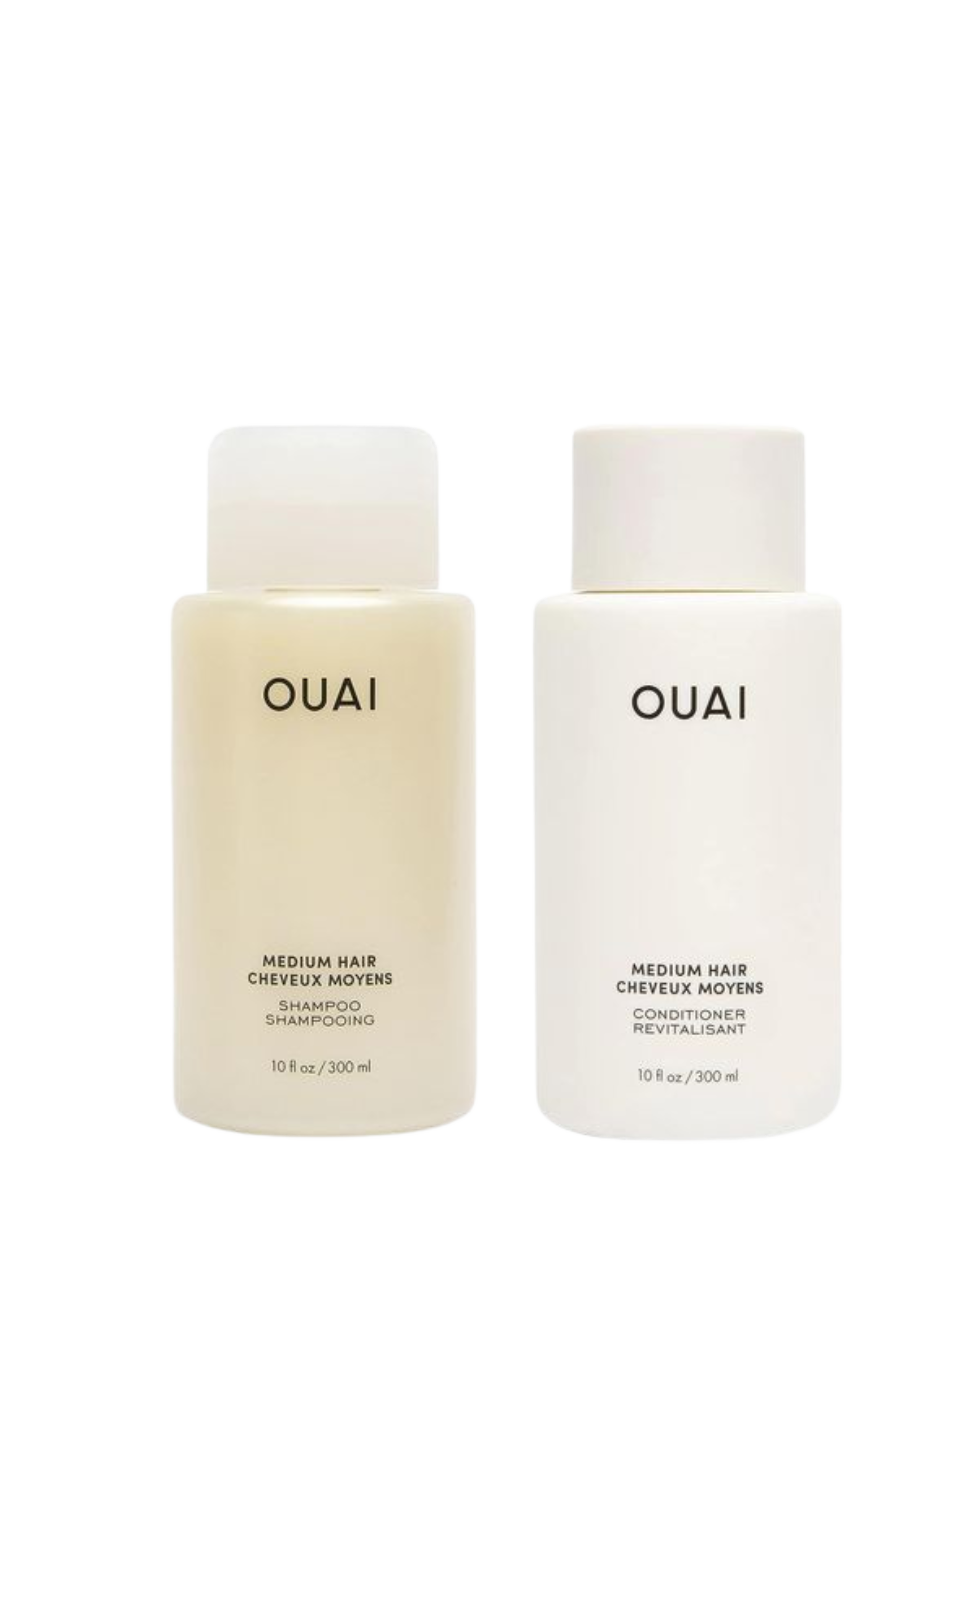 OUAI
MEDIUM HAIR
CHEVEUX MOYENS
SHAMPOO
SHAMPOOING
10 fl oz / 300 ml
OUAI
MEDIUM HAIR
CHEVEUX MOYENS
CONDITIONER
REVITALISANT
10 fl oz / 300 ml